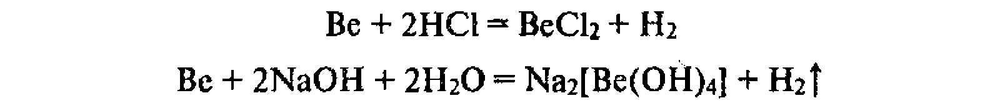 Be + 2HCl = BeCl₂ + H₂
Be + 2NaOH + 2H₂O = Na₂[Be(OH)₄] + H₂↑